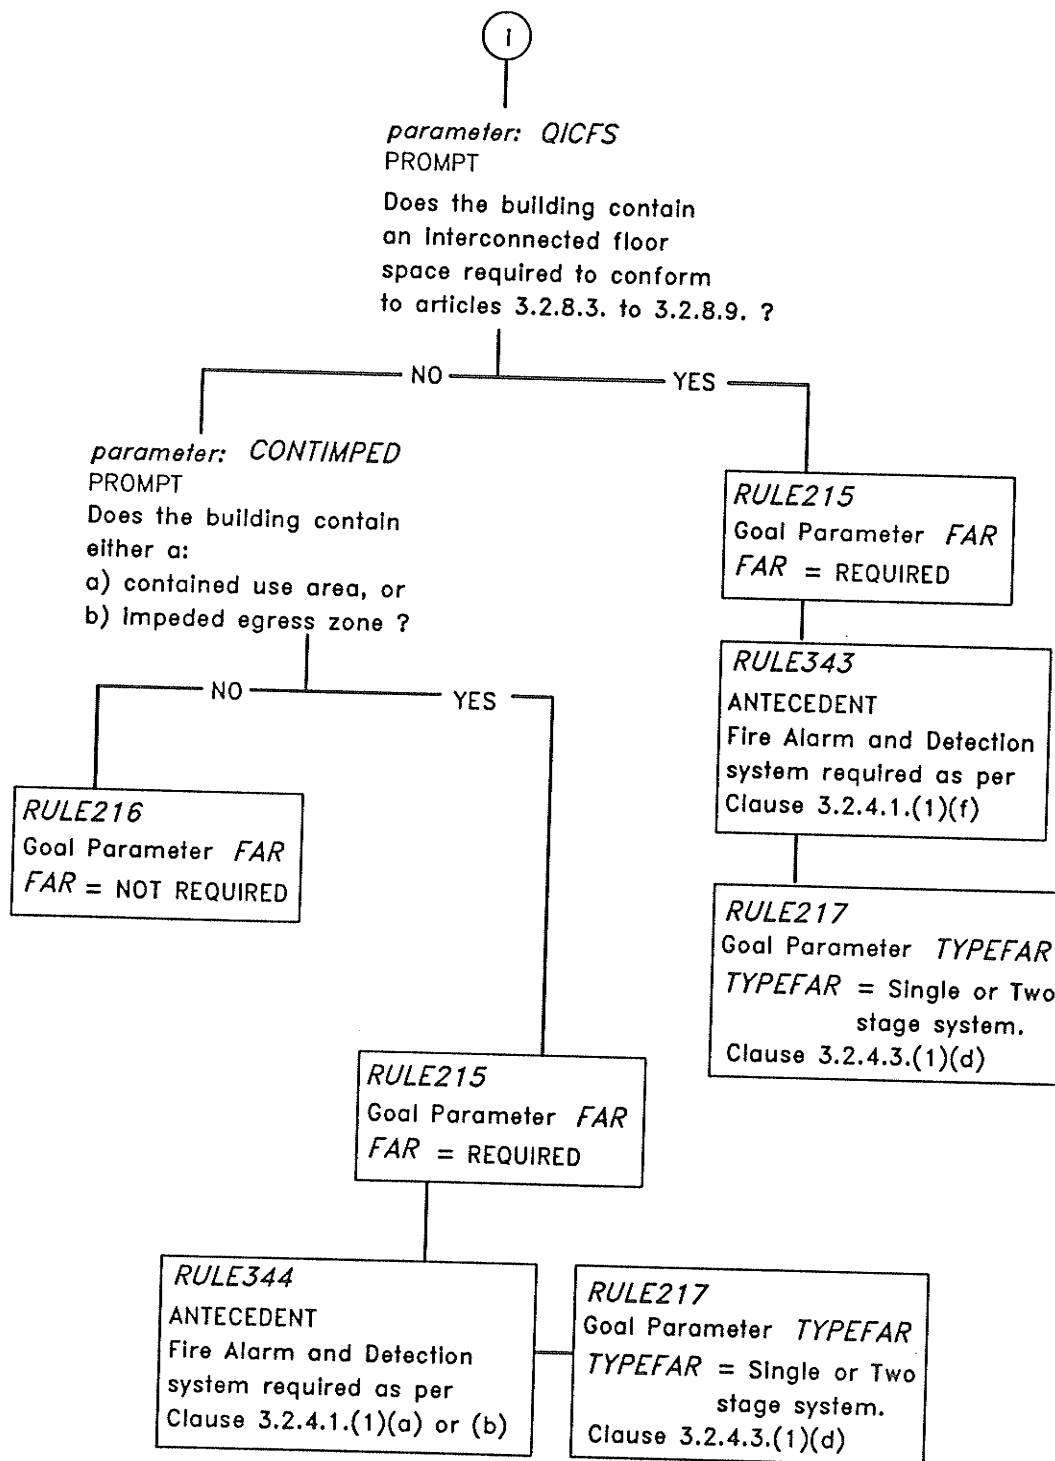 i
parameter: QICFS
PROMPT
Does the building contain
an interconnected floor
space required to conform
to articles 3.2.8.3. to 3.2.8.9. ?
NO
YES
parameter: CONTIMPED
PROMPT
Does the building contain
either a:
a) contained use area, or
b) impeded egress zone ?
NO
YES
RULE215
Goal Parameter FAR
FAR = REQUIRED
RULE343
ANTECEDENT
Fire Alarm and Detection
system required as per
Clause 3.2.4.1.(1)(f)
RULE216
Goal Parameter FAR
FAR = NOT REQUIRED
RULE217
Goal Parameter TYPEFAR
TYPEFAR = Single or Two
stage system.
Clause 3.2.4.3.(1)(d)
RULE215
Goal Parameter FAR
FAR = REQUIRED
RULE344
ANTECEDENT
Fire Alarm and Detection
system required as per
Clause 3.2.4.1.(1)(a) or (b)
RULE217
Goal Parameter TYPEFAR
TYPEFAR = Single or Two
stage system.
Clause 3.2.4.3.(1)(d)